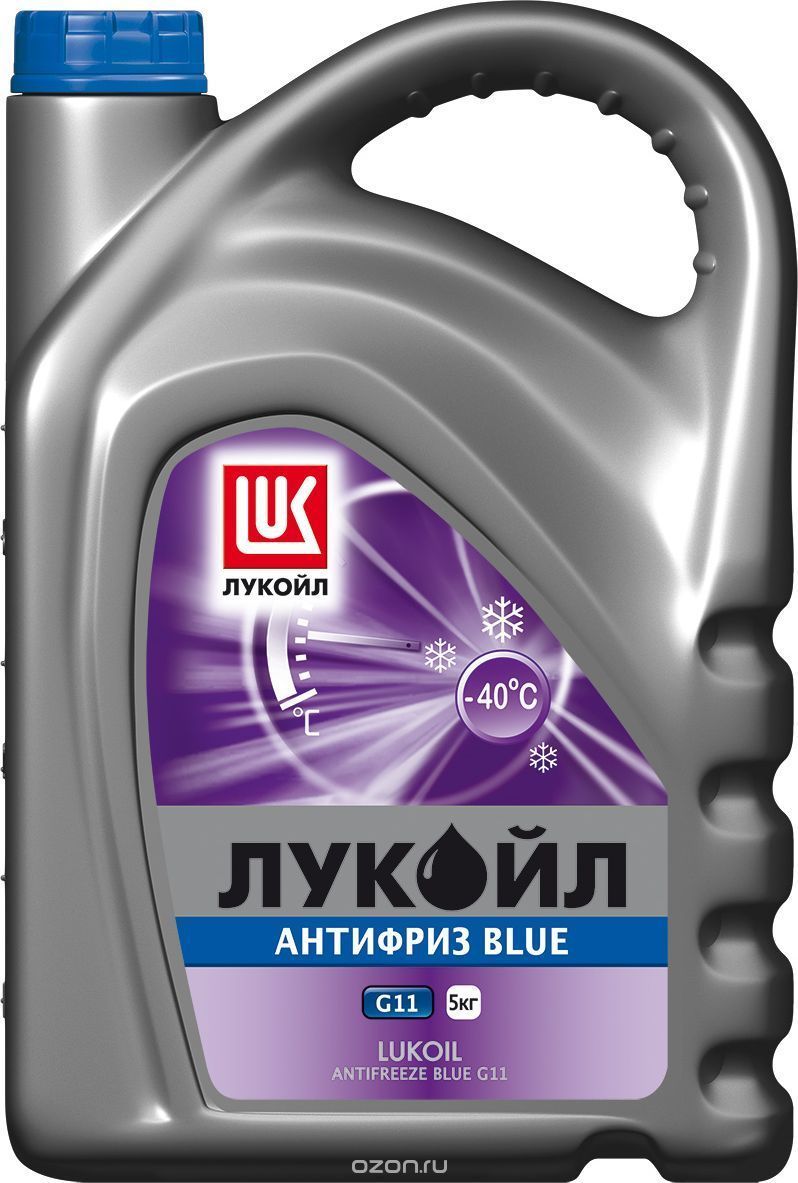 LUK
ЛУКОЙЛ
-40°C
°C
ЛУКОЙЛ
АНТИФРИЗ BLUE
G11 5кг
LUKOIL
ANTIFREEZE BLUE G11
ozon.ru